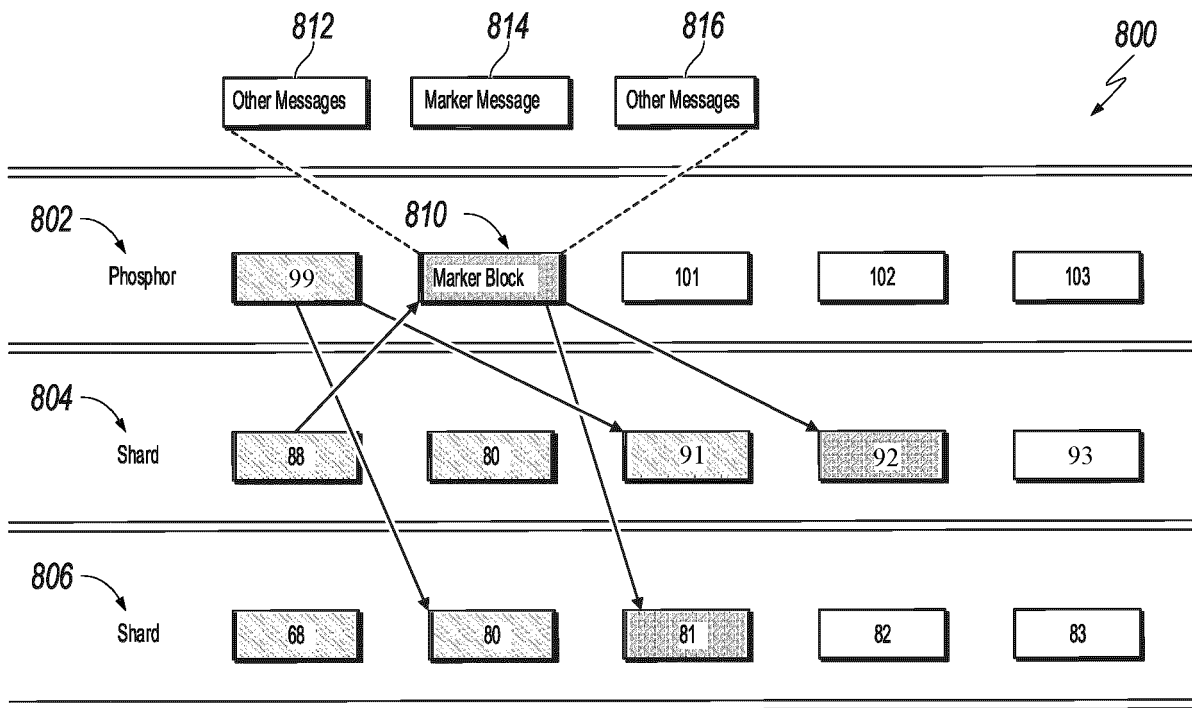 812 814 816 800
Other Messages Marker Message Other Messages
802 810
Phosphor 99 Marker Block 101 102 103
804
Shard 88 80 91 92 93
806
Shard 68 80 81 82 83